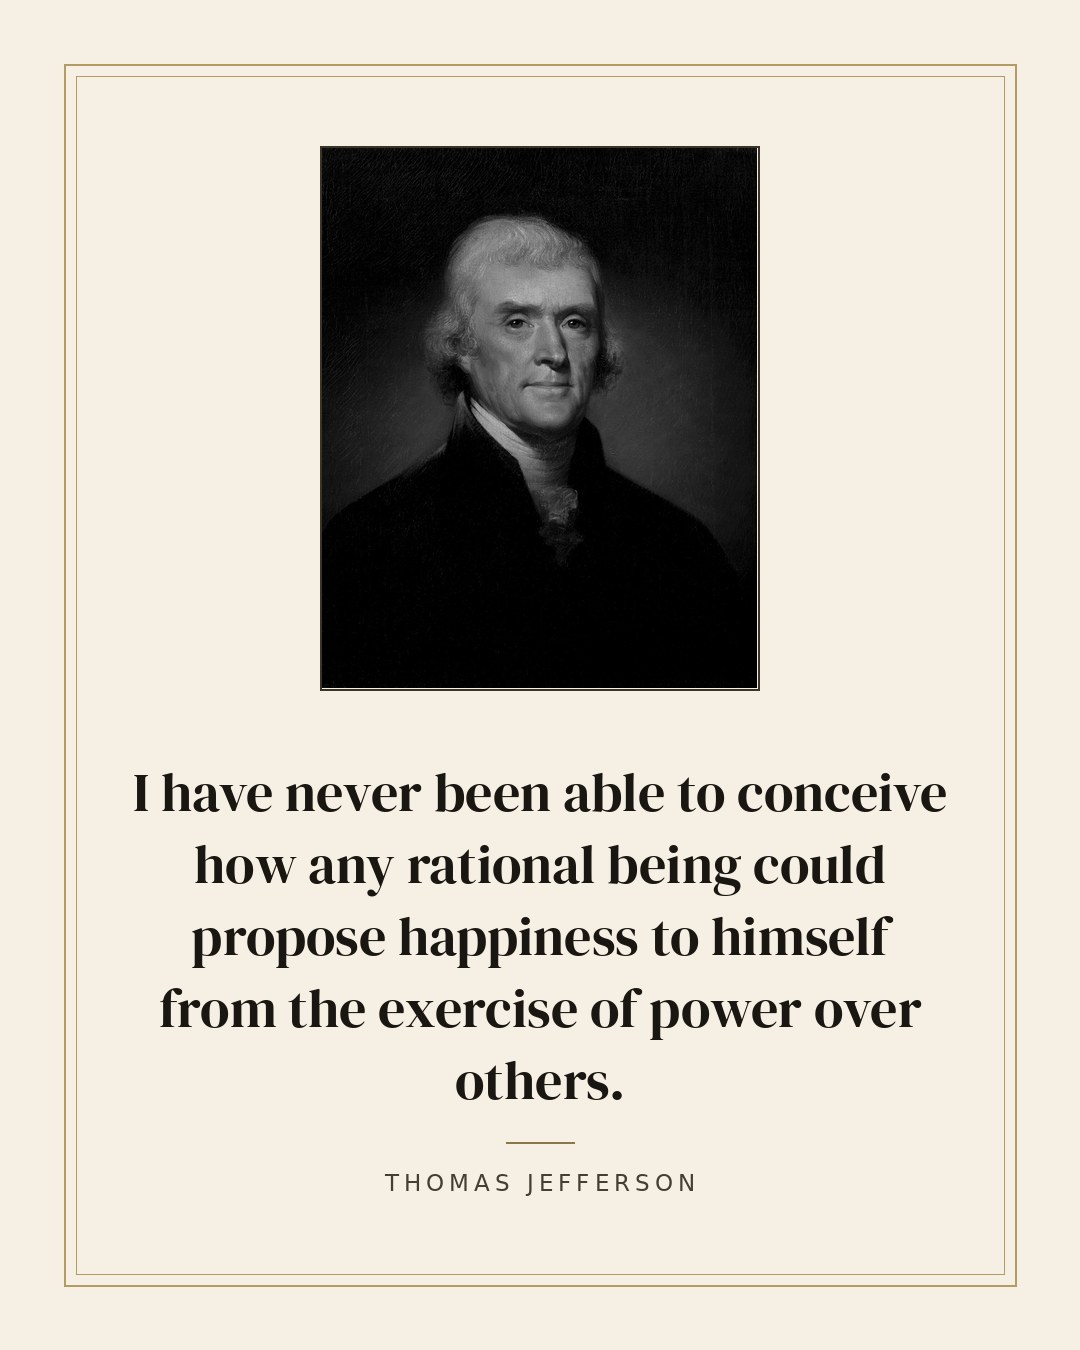 I have never been able to conceive
how any rational being could
propose happiness to himself
from the exercise of power over
others.
THOMAS JEFFERSON